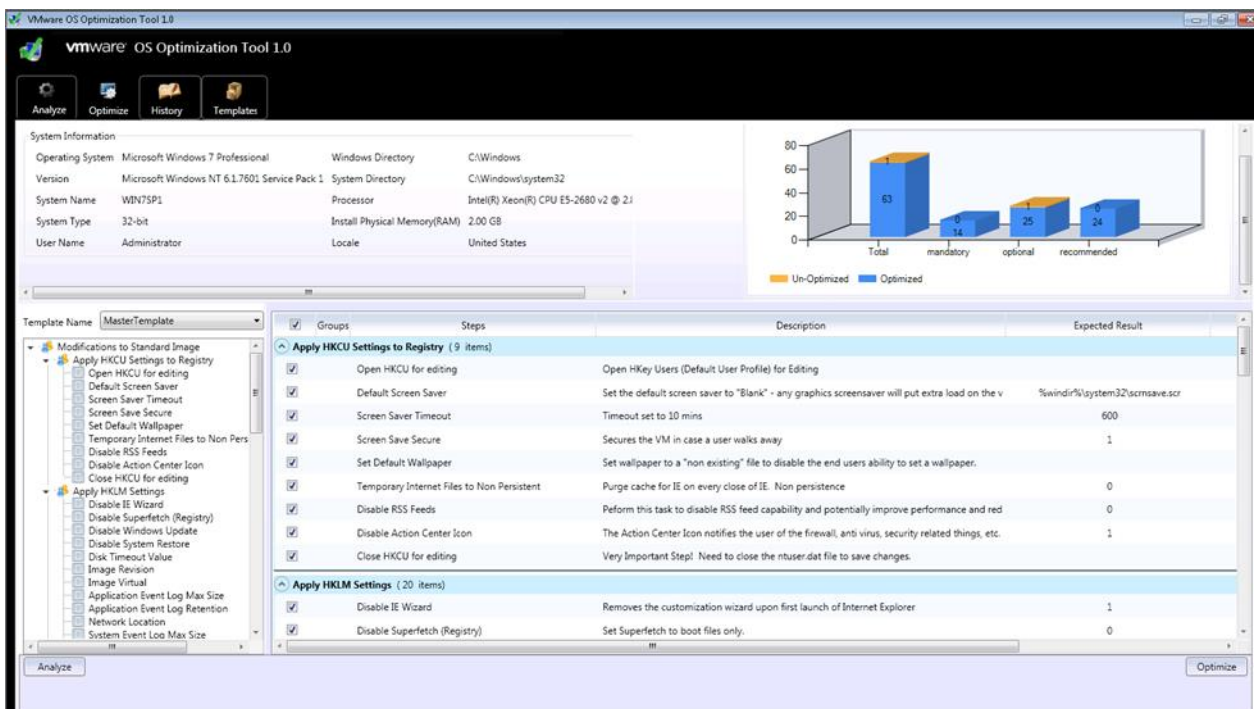 VMware OS Optimization Tool 1.0
vmware OS Optimization Tool 1.0
Analyze Optimize History Templates
System Information
Operating System Microsoft Windows 7 Professional Windows Directory C:\Windows
Version Microsoft Windows NT 6.1.7601 Service Pack 1 System Directory C:\Windows\system32
System Name WIN7SP1 Processor Intel(R) Xeon(R) CPU E5-2680 v2 @
System Type 32-bit Install Physical Memory(RAM) 2.00 GB
User Name Administrator Locale United States
80
60
40
20
0
1
63
0
14
1
25
0
24
Total mandatory optional recommended
Un-Optimized Optimized
Template Name MasterTemplate
Modifications to Standard Image
Apply HKCU Settings to Registry
Open HKCU for editing
Default Screen Saver
Screen Saver Timeout
Screen Save Secure
Set Default Wallpaper
Temporary Internet Files to Non Pers
Disable RSS Feeds
Disable Action Center Icon
Close HKCU for editing
Apply HKLM Settings
Disable IE Wizard
Disable Superfetch (Registry)
Disable Windows Update
Disable System Restore
Disk Timeout Value
Image Revision
Image Virtual
Application Event Log Max Size
Application Event Log Retention
Network Location
System Event Log Max Size
Groups Steps Description Expected Result
Apply HKCU Settings to Registry ( 9 items)
Open HKCU for editing Open HKey Users (Default User Profile) for Editing
Default Screen Saver Set the default screen saver to "Blank" - any graphics screensaver will put extra load on the v %windir%\system32\scrnsave.scr
Screen Saver Timeout Timeout set to 10 mins 600
Screen Save Secure Secures the VM in case a user walks away 1
Set Default Wallpaper Set wallpaper to a "non existing" file to disable the end users ability to set a wallpaper.
Temporary Internet Files to Non Persistent Purge cache for IE on every close of IE. Non persistence 0
Disable RSS Feeds Peform this task to disable RSS feed capability and potentially improve performance and red 0
Disable Action Center Icon The Action Center Icon notifies the user of the firewall, anti virus, security related things, etc. 1
Close HKCU for editing Very Important Step! Need to close the ntuser.dat file to save changes.
Apply HKLM Settings ( 20 items)
Disable IE Wizard Removes the customization wizard upon first launch of Internet Explorer 1
Disable Superfetch (Registry) Set Superfetch to boot files only. 0
Analyze Optimize